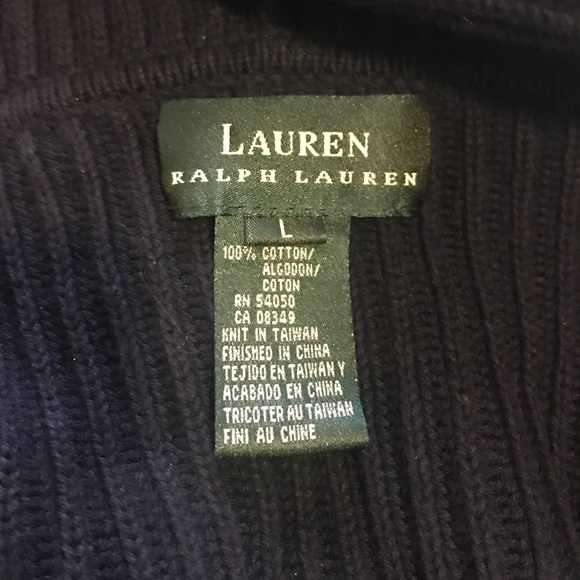 LAUREN
RALPH LAUREN
L
100% COTTON/
ALGODON/
COTON
RN 54050
CA 08349
KNIT IN TAIWAN
FINISHED IN CHINA
TEJIDO EN TAIWAN Y
ACABADO EN CHINA
TRICOTER AU TAIWAN
FINI AU CHINE